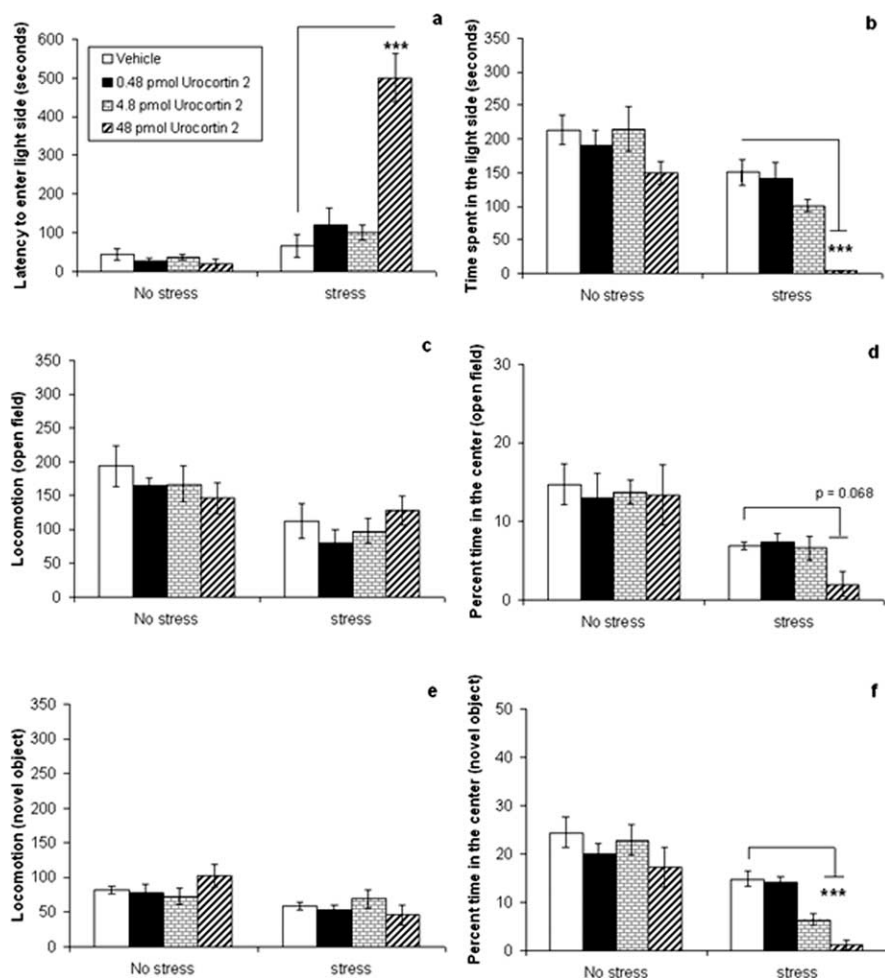 a
Latency to enter light side (seconds)
600
500
400
300
200
100
0
Vehicle
0.48 pmol Urocortin 2
4.8 pmol Urocortin 2
48 pmol Urocortin 2
***
No stress
stress
b
Time spent in the light side (seconds)
350
300
250
200
150
100
50
0
***
No stress
stress
c
Locomotion (open field)
350
300
250
200
150
100
50
0
No stress
stress
d
Percent time in the center (open field)
30
20
10
0
p = 0.068
No stress
stress
e
Locomotion (novel object)
350
300
250
200
150
100
50
0
No stress
stress
f
Percent time in the center (novel object)
50
40
30
20
10
0
***
No stress
stress